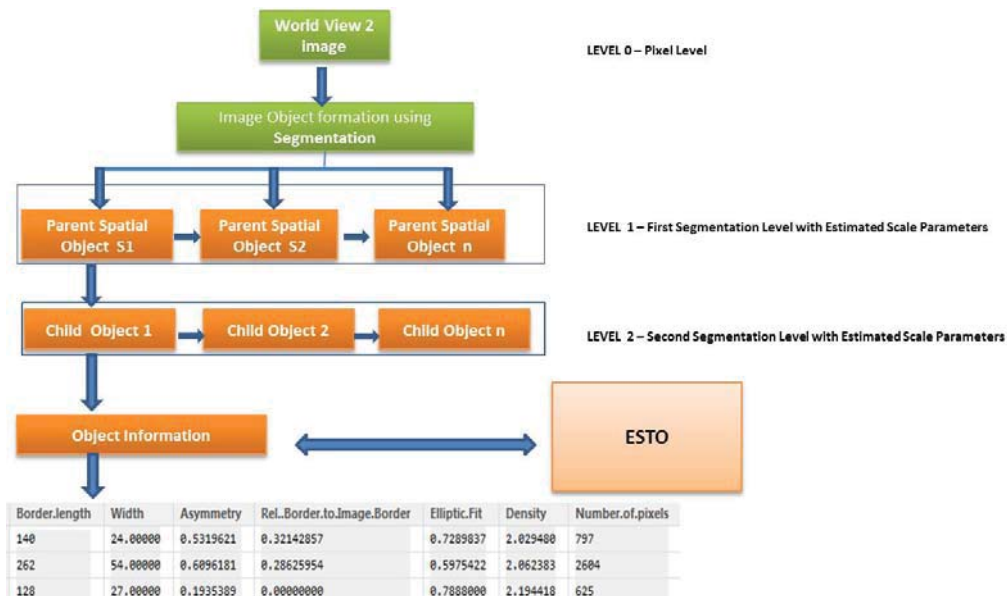 World View 2
image
LEVEL 0 – Pixel Level
Image Object formation using
Segmentation
Parent Spatial
Object S1
Parent Spatial
Object S2
Parent Spatial
Object n
LEVEL 1 – First Segmentation Level with Estimated Scale Parameters
Child Object 1
Child Object 2
Child Object n
LEVEL 2 – Second Segmentation Level with Estimated Scale Parameters
Object Information
ESTO
Border.length Width Asymmetry Rel..Border.to.Image.Border Elliptic.Fit Density Number.of.pixels
140 24.00000 0.5319621 0.32142857 0.7289837 2.029480 797
262 54.00000 0.6096181 0.28625954 0.5975422 2.062383 2604
128 27.00000 0.1935389 0.00000000 0.7888000 2.194418 625